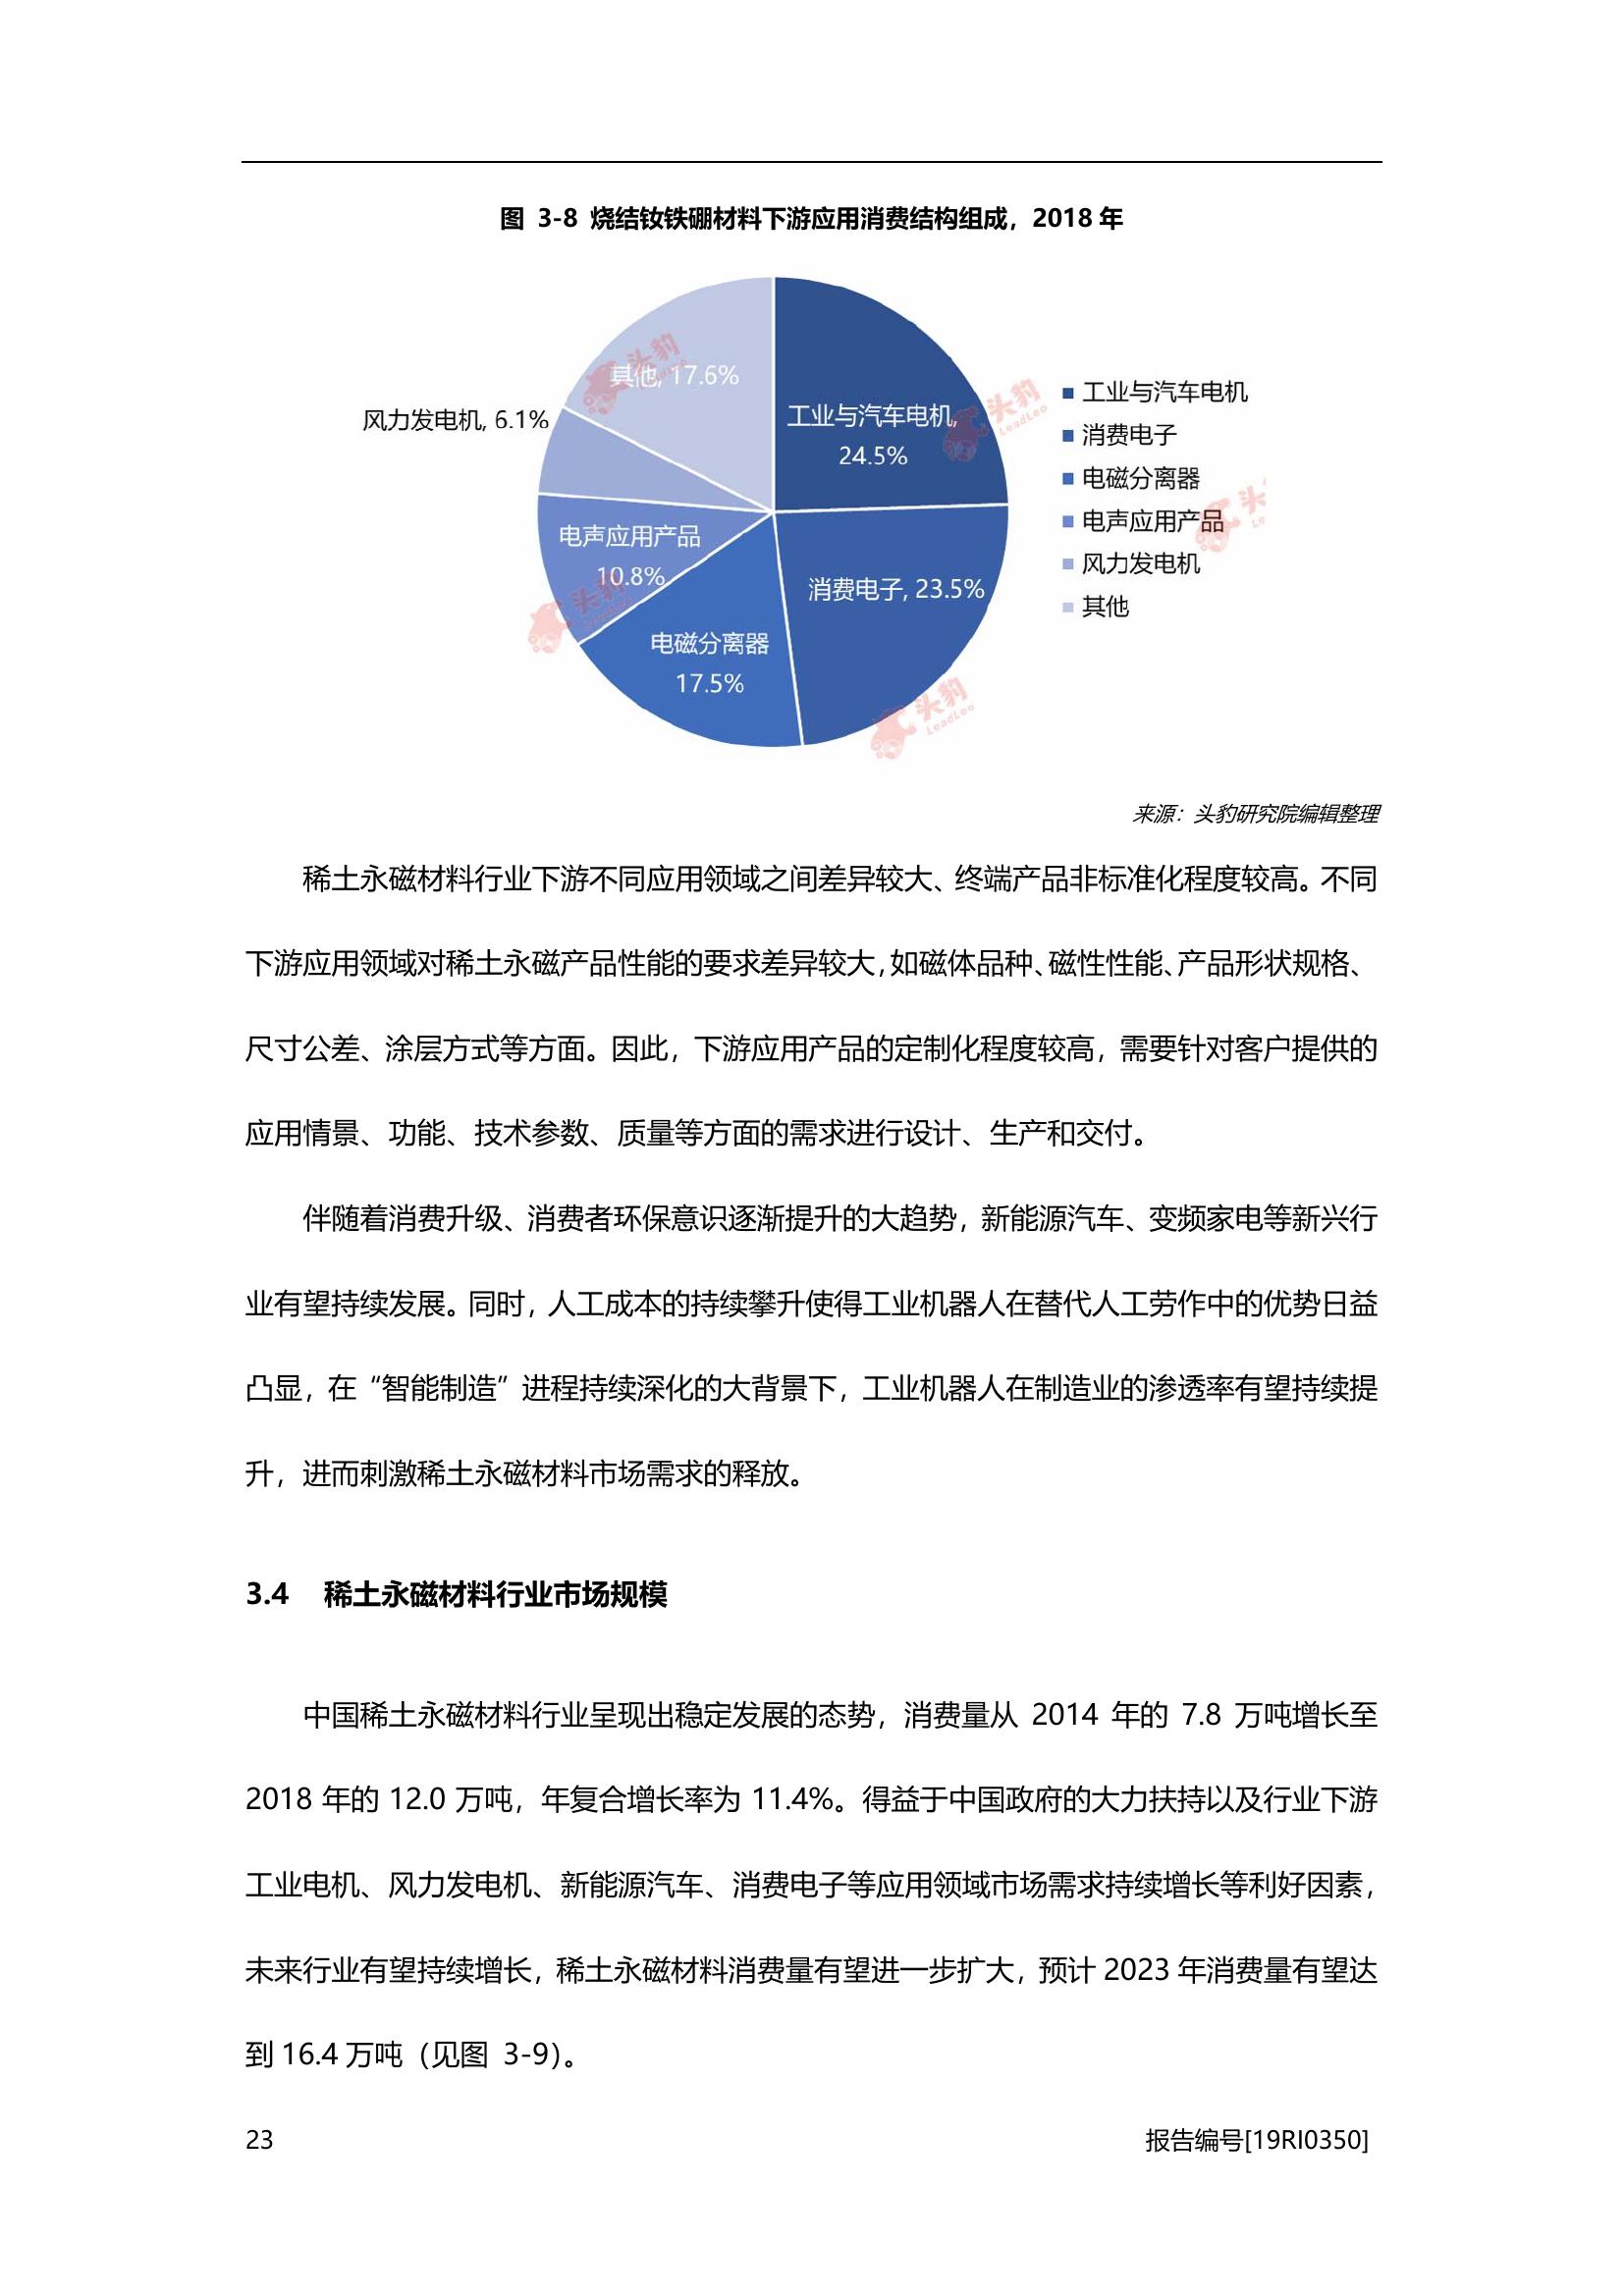 图 3-8 烧结钕铁硼材料下游应用消费结构组成，2018 年
其他, 17.6%
风力发电机, 6.1%
工业与汽车电机,
24.5%
电声应用产品
10.8%
消费电子, 23.5%
电磁分离器
17.5%
工业与汽车电机
消费电子
电磁分离器
电声应用产品
风力发电机
其他
头豹
LeadLeo
头豹
LeadLeo
头豹
头豹
LeadLeo
来源：头豹研究院编辑整理
稀土永磁材料行业下游不同应用领域之间差异较大、终端产品非标准化程度较高。不同
下游应用领域对稀土永磁产品性能的要求差异较大，如磁体品种、磁性性能、产品形状规格、
尺寸公差、涂层方式等方面。因此，下游应用产品的定制化程度较高，需要针对客户提供的
应用情景、功能、技术参数、质量等方面的需求进行设计、生产和交付。
伴随着消费升级、消费者环保意识逐渐提升的大趋势，新能源汽车、变频家电等新兴行
业有望持续发展。同时，人工成本的持续攀升使得工业机器人在替代人工劳作中的优势日益
凸显，在“智能制造”进程持续深化的大背景下，工业机器人在制造业的渗透率有望持续提
升，进而刺激稀土永磁材料市场需求的释放。
3.4 稀土永磁材料行业市场规模
中国稀土永磁材料行业呈现出稳定发展的态势，消费量从 2014 年的 7.8 万吨增长至
2018 年的 12.0 万吨，年复合增长率为 11.4%。得益于中国政府的大力扶持以及行业下游
工业电机、风力发电机、新能源汽车、消费电子等应用领域市场需求持续增长等利好因素，
未来行业有望持续增长，稀土永磁材料消费量有望进一步扩大，预计 2023 年消费量有望达
到 16.4 万吨（见图 3-9）。
23
报告编号[19RI0350]